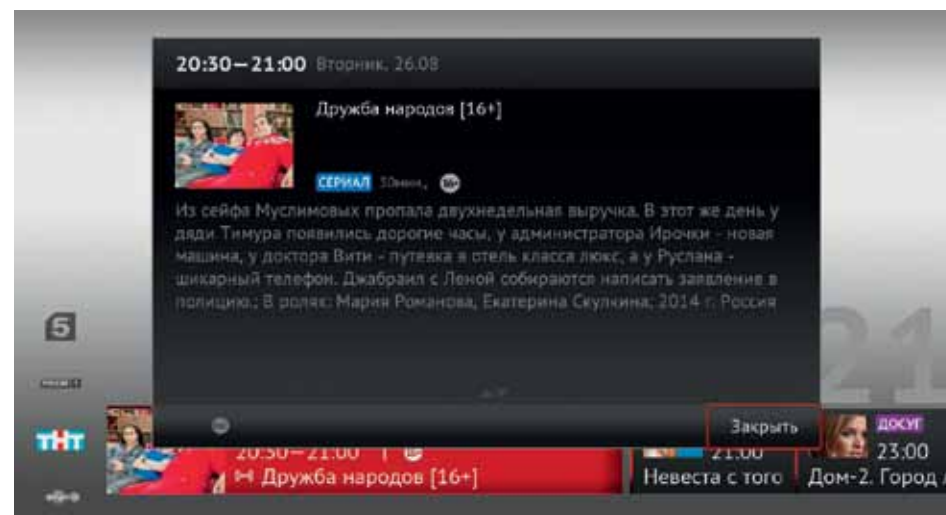 20:30—21:00 Вторник, 26.08
Дружба народов [16+]
СЕРИАЛ 30мин., 16+
Из сейфа Муслимовых пропала двухнедельная выручка. В этот же день у
дяди Тимура появились дорогие часы, у администратора Ирочки - новая
машина, у доктора Вити - путевка в отель класса люкс, а у Руслана -
шикарный телефон. Джабраил с Леной собираются написать заявление в
полицию.; В ролях: Мария Романова, Екатерина Скулкина; 2014 г. Россия
5
21
Закрыть
ТНТ
20:30—21:00
Дружба народов [16+]
21:00
Невеста с того
ДОСУГ
23:00
Дом-2. Город